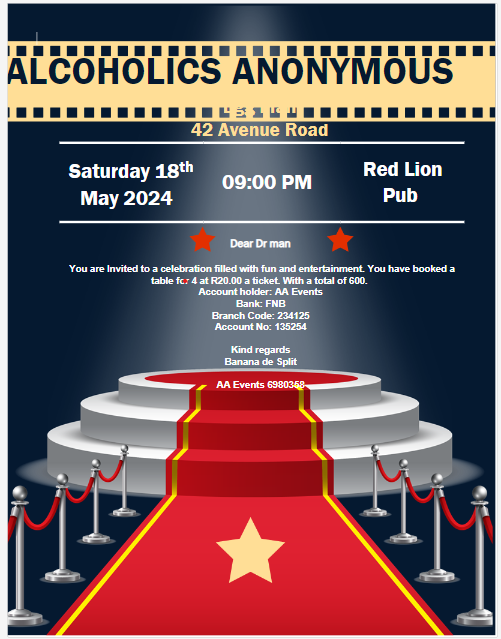 ALCOHOLICS ANONYMOUS
42 Avenue Road
Saturday 18th
May 2024
09:00 PM
Red Lion
Pub
Dear Dr man
You are Invited to a celebration filled with fun and entertainment. You have booked a
table for 4 at R20.00 a ticket. With a total of 600.
Account holder: AA Events
Bank: FNB
Branch Code: 234125
Account No: 135254
Kind regards
Banana de Split
AA Events 6980358